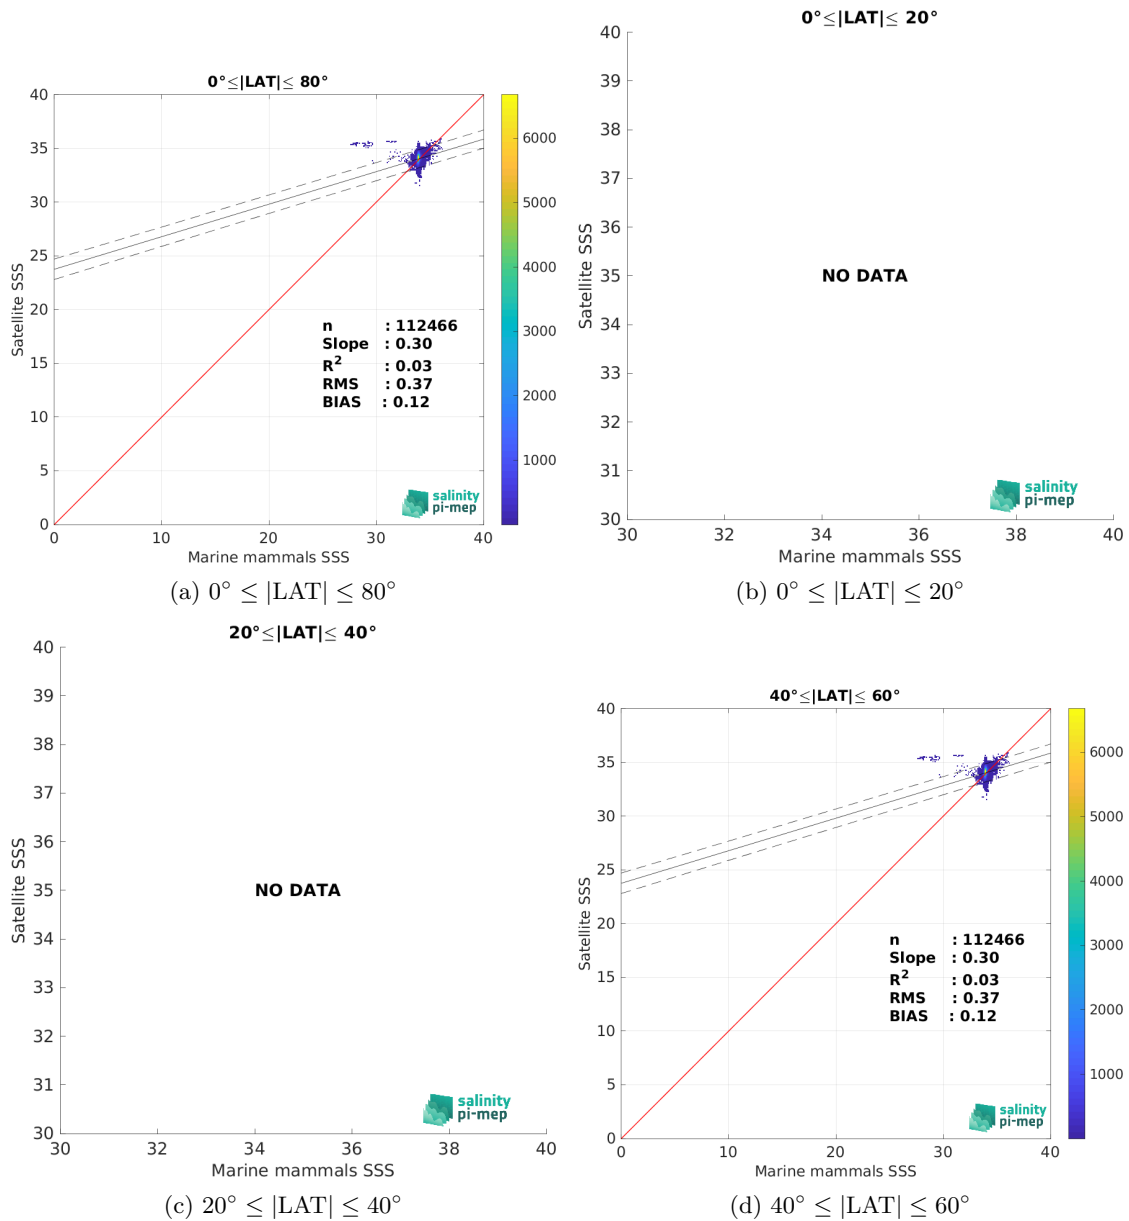 0°≤|LAT|≤ 80°
40
35
30
25
20
15
10
5
0
Satellite SSS
0
10
20
30
40
Marine mammals SSS
6000
5000
4000
3000
2000
1000
n : 112466
Slope : 0.30
R² : 0.03
RMS : 0.37
BIAS : 0.12
salinity
pi-mep
(a) 0° ≤ |LAT| ≤ 80°
0°≤|LAT|≤ 20°
40
39
38
37
36
35
34
33
32
31
30
Satellite SSS
NO DATA
30
32
34
36
38
40
Marine mammals SSS
salinity
pi-mep
(b) 0° ≤ |LAT| ≤ 20°
20°≤|LAT|≤ 40°
40
39
38
37
36
35
34
33
32
31
30
Satellite SSS
NO DATA
30
32
34
36
38
40
Marine mammals SSS
salinity
pi-mep
(c) 20° ≤ |LAT| ≤ 40°
40°≤|LAT|≤ 60°
40
35
30
25
20
15
10
5
0
Satellite SSS
0
10
20
30
40
Marine mammals SSS
6000
5000
4000
3000
2000
1000
n : 112466
Slope : 0.30
R² : 0.03
RMS : 0.37
BIAS : 0.12
salinity
pi-mep
(d) 40° ≤ |LAT| ≤ 60°